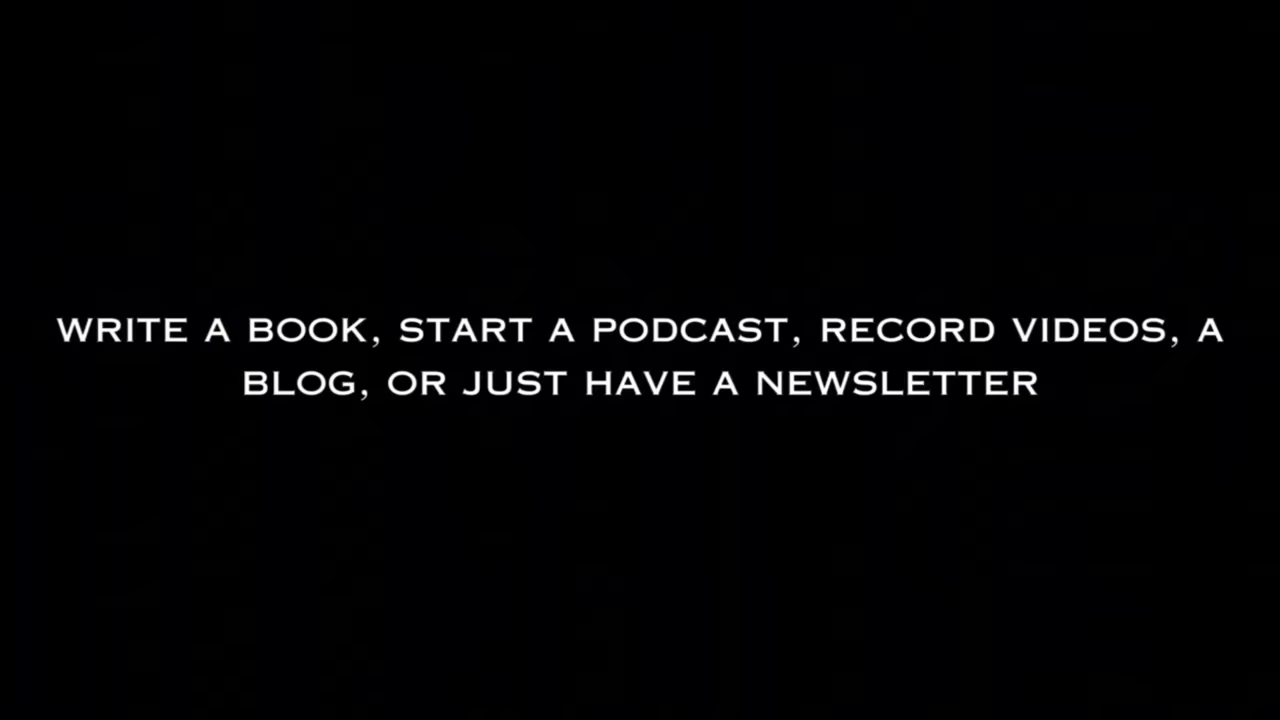 WRITE A BOOK, START A PODCAST, RECORD VIDEOS, A
BLOG, OR JUST HAVE A NEWSLETTER